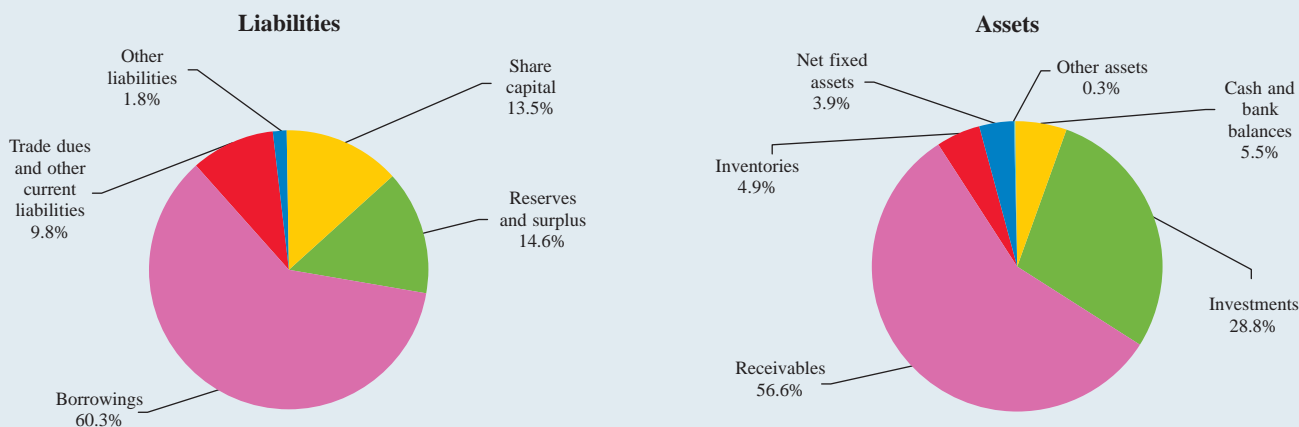 Liabilities
Other
liabilities
1.8%
Share
capital
13.5%
Trade dues
and other
current
liabilities
9.8%
Reserves
and surplus
14.6%
Borrowings
60.3%
Assets
Net fixed
assets
3.9%
Other assets
0.3%
Cash and
bank
balances
5.5%
Inventories
4.9%
Investments
28.8%
Receivables
56.6%